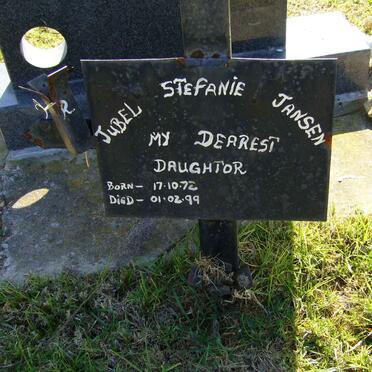 Jubel Stefanie Jansen
My Dearest
Daughtor
Born - 17.10.72
Died - 01.02.99